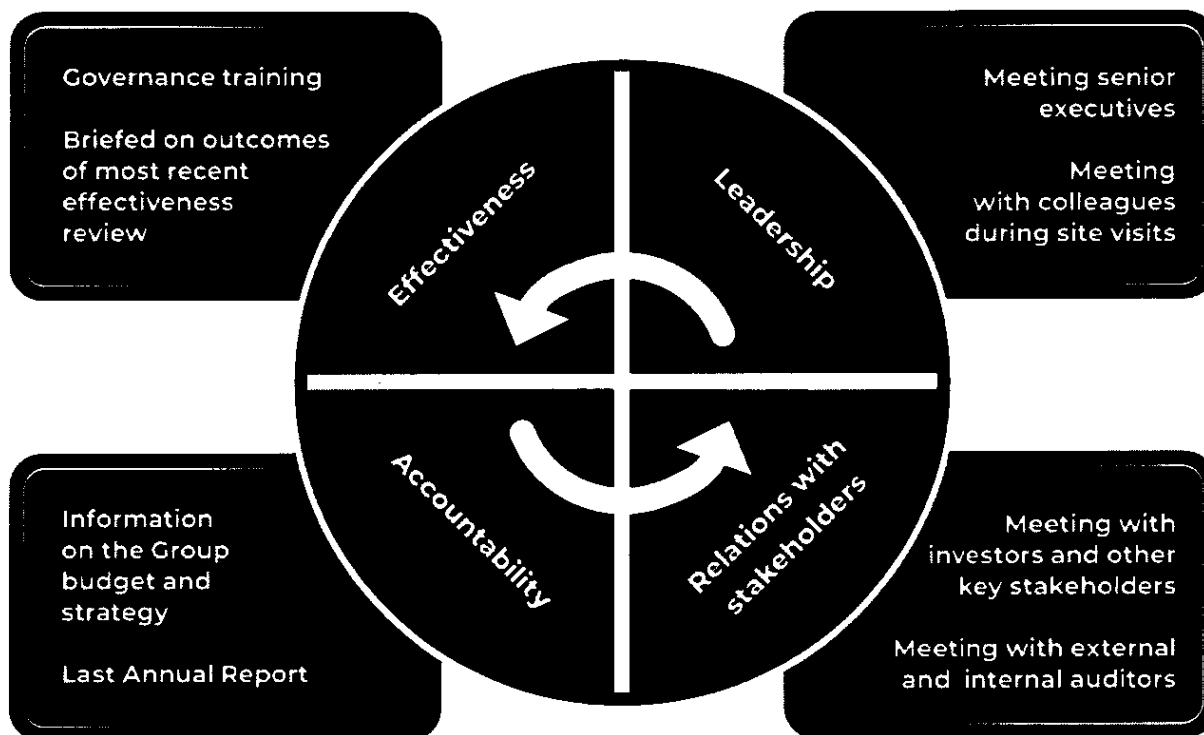 Governance training
Briefed on outcomes
of most recent
effectiveness
review
Meeting senior
executives
Meeting
with colleagues
during site visits
Effectiveness
Leadership
Accountability
Relations with
stakeholders
Information
on the Group
budget and
strategy
Last Annual Report
Meeting with
investors and other
key stakeholders
Meeting with external
and internal auditors